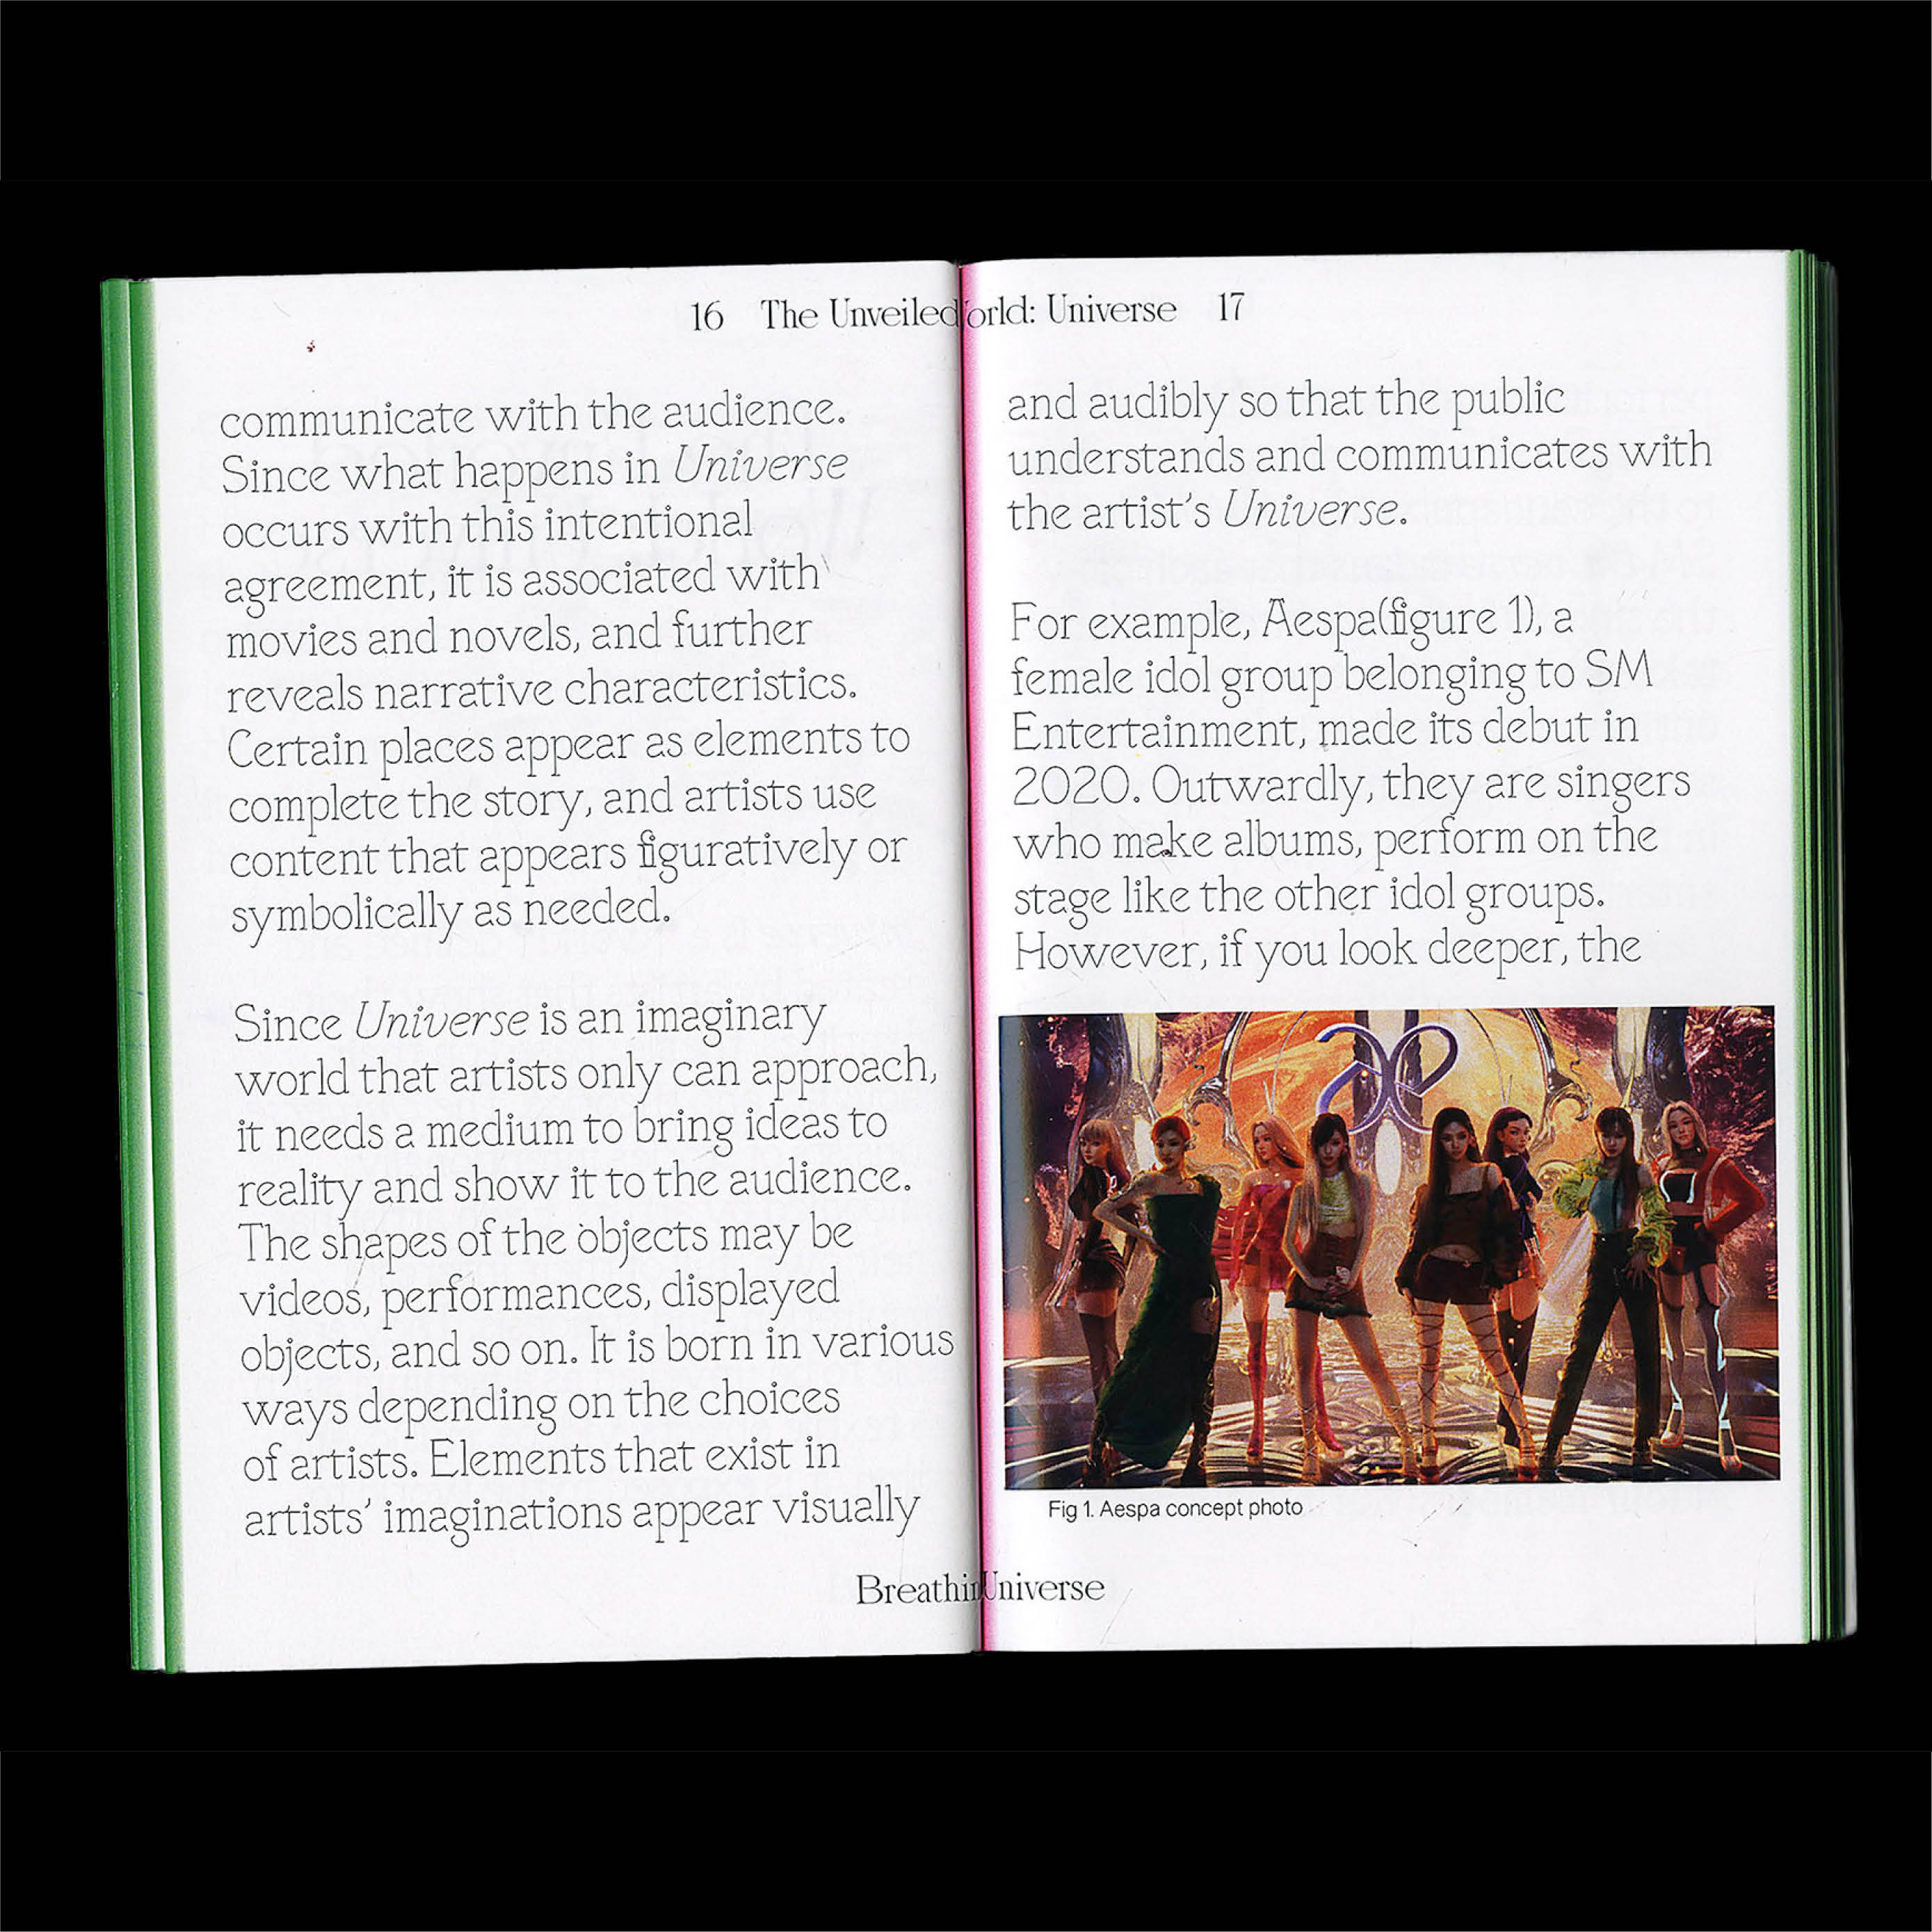 16 The Unveiled orld: Universe 17
communicate with the audience.
Since what happens in Universe
occurs with this intentional
agreement, it is associated with
movies and novels, and further
reveals narrative characteristics.
Certain places appear as elements to
complete the story, and artists use
content that appears figuratively or
symbolically as needed.
Since Universe is an imaginary
world that artists only can approach,
it needs a medium to bring ideas to
reality and show it to the audience.
The shapes of the objects may be
videos, performances, displayed
objects, and so on. It is born in various
ways depending on the choices
of artists. Elements that exist in
artists’ imaginations appear visually
and audibly so that the public
understands and communicates with
the artist’s Universe.
For example, Aespa(figure 1), a
female idol group belonging to SM
Entertainment, made its debut in
2020. Outwardly, they are singers
who make albums, perform on the
stage like the other idol groups.
However, if you look deeper, the
Fig 1. Aespa concept photo
Breathin Universe